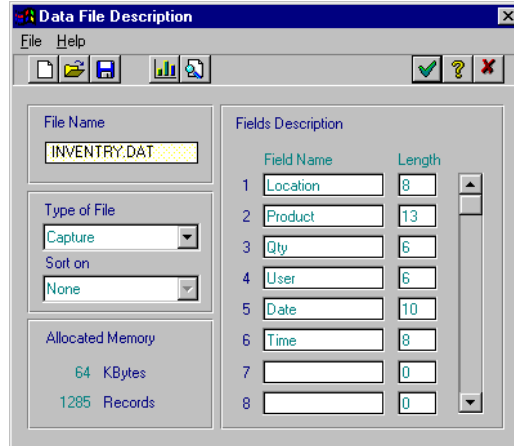 Data File Description
File Help
File Name
INVENTRY.DAT
Type of File
Capture
Sort on
None
Allocated Memory
64 KBytes
1285 Records
Fields Description
Field Name Length
1 Location 8
2 Product 13
3 Qty 6
4 User 6
5 Date 10
6 Time 8
7 0
8 0